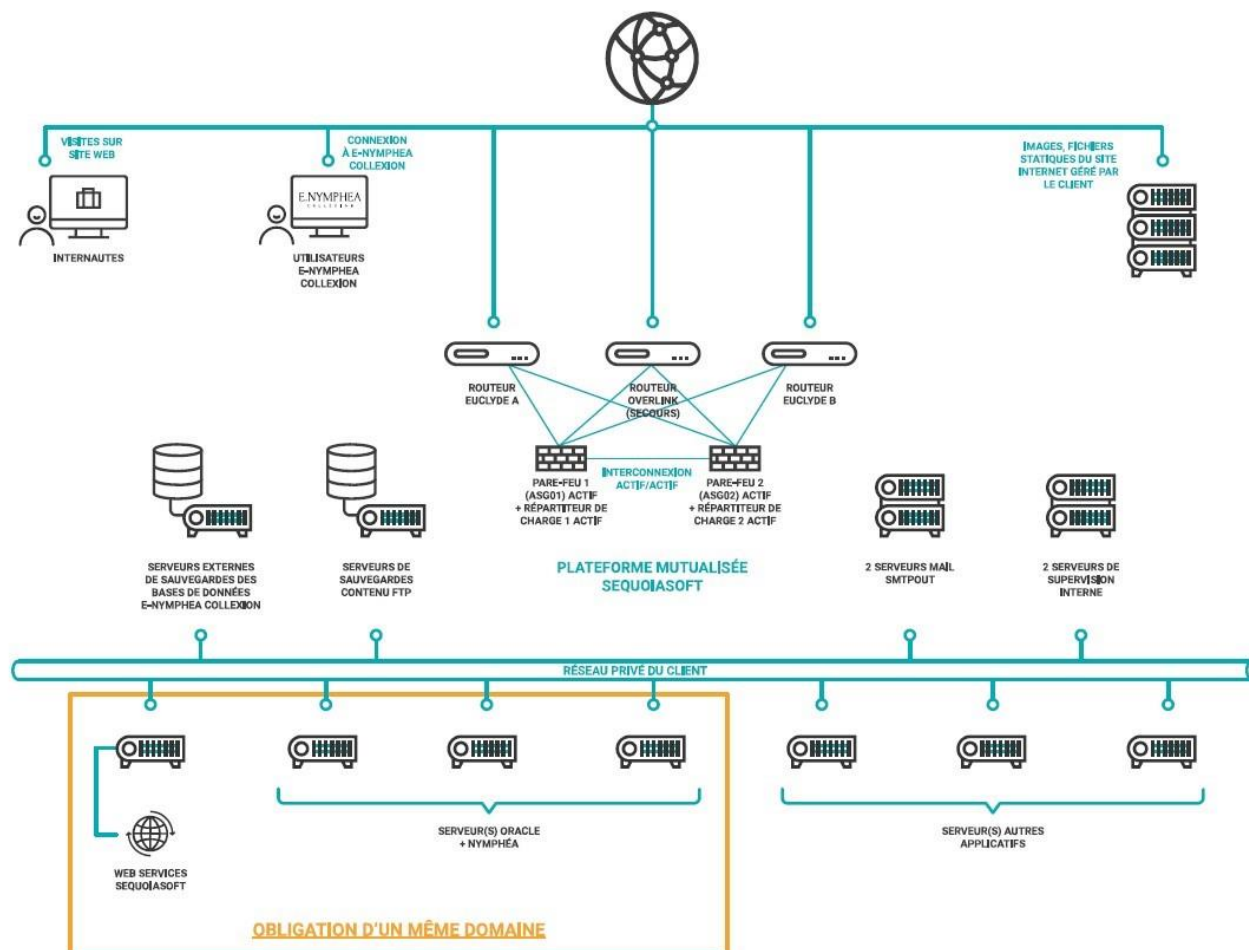 VISITES SUR
SITE WEB
CONNEXION
À E-NYMPHEA
COLLEXION
IMAGES, FICHIERS
STATIQUES DU SITE
INTERNET GÉRÉ PAR
LE CLIENT
E.NYMPHEA
COLLEXION
INTERNAUTES
UTILISATEURS
E-NYMPHEA
COLLEXION
ROUTEUR
EUCLYDE A
ROUTEUR
OVERLINK
(SECOURS)
ROUTEUR
EUCLYDE B
INTERCONNEXION
ACTIF/ACTIF
PARE-FEU 1
(ASG01) ACTIF
+ RÉPARTITEUR DE
CHARGE 1 ACTIF
PARE-FEU 2
(ASG02) ACTIF
+ RÉPARTITEUR DE
CHARGE 2 ACTIF
SERVEURS EXTERNES
DE SAUVEGARDES DES
BASES DE DONNÉES
E-NYMPHEA COLLEXION
SERVEURS DE
SAUVEGARDES
CONTENU FTP
PLATEFORME MUTUALISÉE
SEQUOIASOFT
2 SERVEURS MAIL
SMTPOUT
2 SERVEURS DE
SUPERVISION
INTERNE
RÉSEAU PRIVÉ DU CLIENT
SERVEUR(S) ORACLE
+ NYMPHÉA
SERVEUR(S) AUTRES
APPLICATIFS
WEB SERVICES
SEQUOIASOFT
OBLIGATION D'UN MÊME DOMAINE